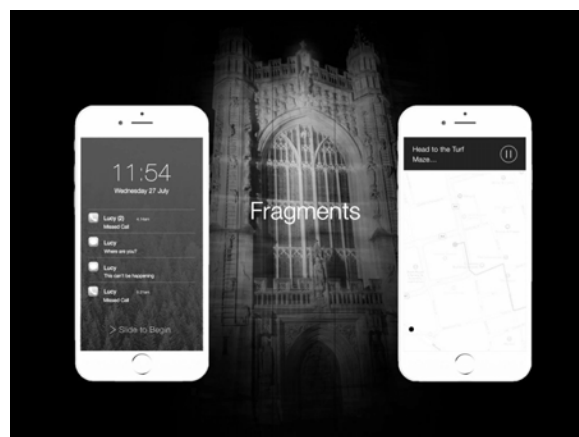 11:54
Wednesday 27 July
Lucy (2)
Missed Call
Lucy
Where are you?
Lucy
This can't be happening
Lucy
Missed Call
> Slide to Begin
Fragments
Head to the Turf
Maze...